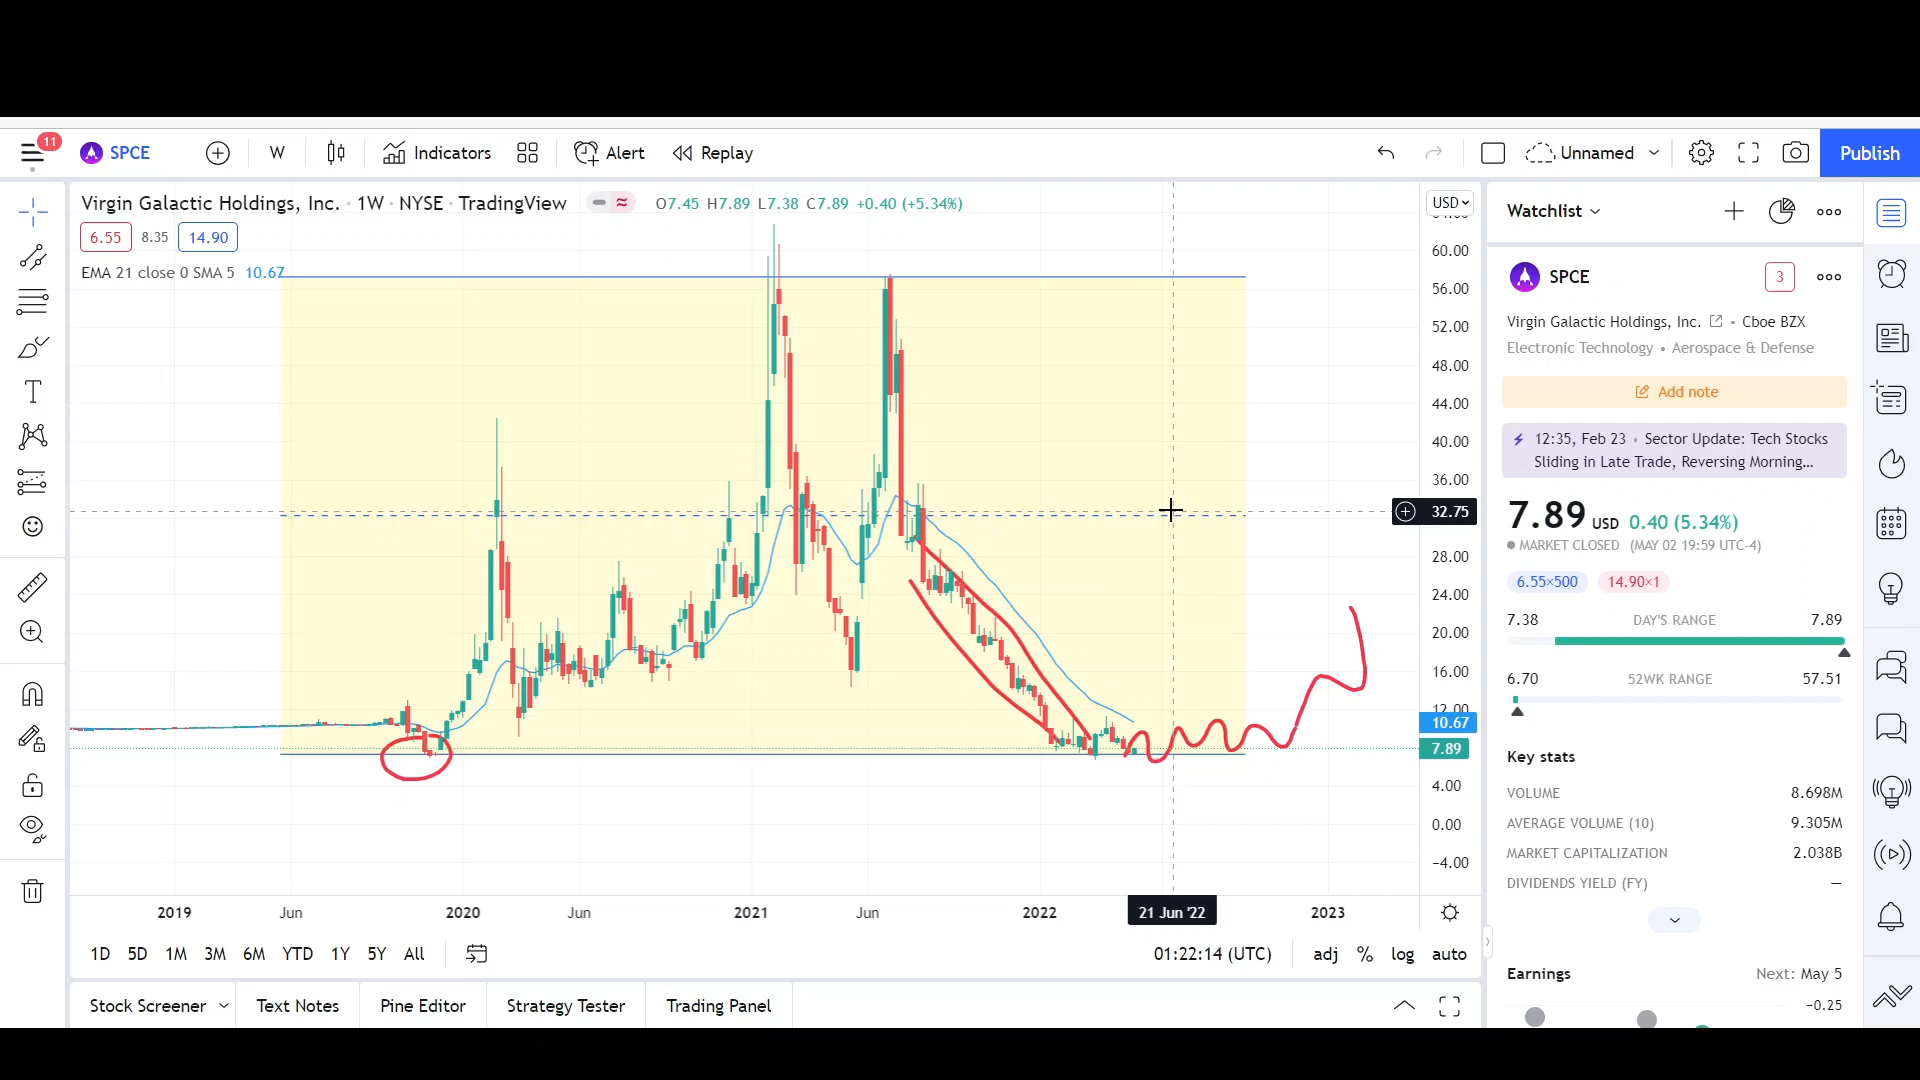 11
SPCE
W
Indicators
Alert
Replay
Unnamed
Publish
Virgin Galactic Holdings, Inc. · 1W · NYSE · TradingView
O7.45 H7.89 L7.38 C7.89 +0.40 (+5.34%)
6.55 8.35 14.90
EMA 21 close 0 SMA 5 10.67
USD
60.00
56.00
52.00
48.00
44.00
40.00
36.00
32.75
28.00
24.00
20.00
16.00
12.00
10.67
7.89
4.00
0.00
−4.00
2019 Jun 2020 Jun 2021 Jun 2022 21 Jun '22 2023
1D 5D 1M 3M 6M YTD 1Y 5Y All
01:22:14 (UTC) adj % log auto
Stock Screener Text Notes Pine Editor Strategy Tester Trading Panel
Watchlist
SPCE
3
Virgin Galactic Holdings, Inc. • Cboe BZX
Electronic Technology • Aerospace & Defense
Add note
12:35, Feb 23 • Sector Update: Tech Stocks
Sliding in Late Trade, Reversing Morning...
7.89 USD 0.40 (5.34%)
MARKET CLOSED (MAY 02 19:59 UTC-4)
6.55×500 14.90×1
7.38 DAY'S RANGE 7.89
6.70 52WK RANGE 57.51
Key stats
VOLUME 8.698M
AVERAGE VOLUME (10) 9.305M
MARKET CAPITALIZATION 2.038B
DIVIDENDS YIELD (FY) —
Earnings Next: May 5
−0.25